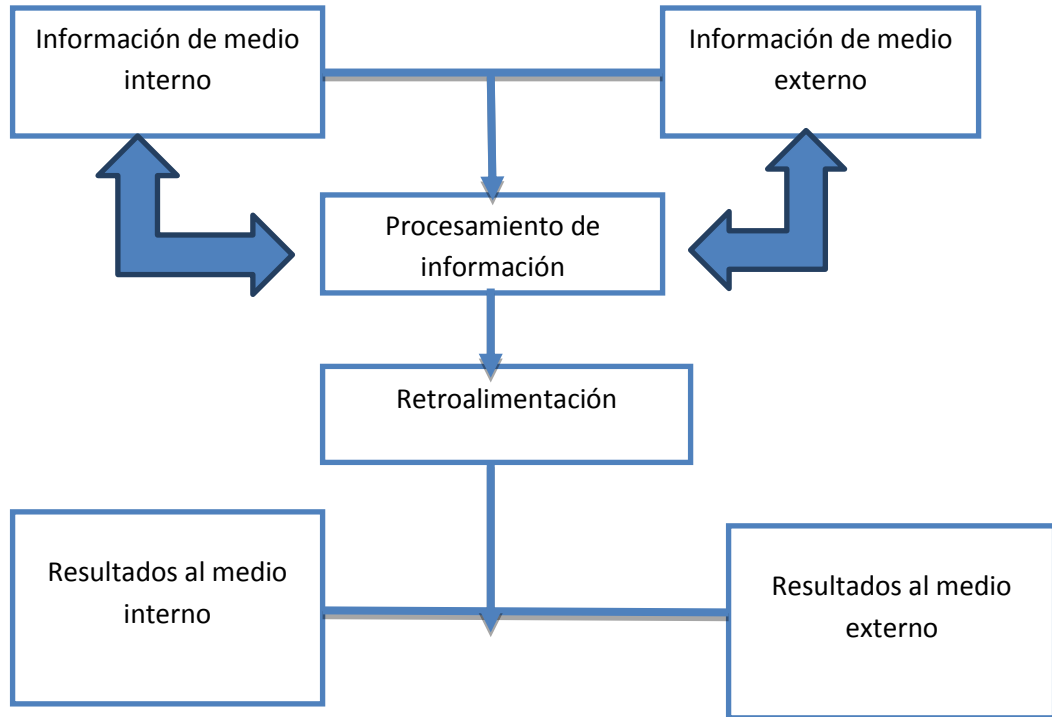 Información de medio
interno
Información de medio
externo
Procesamiento de
información
Retroalimentación
Resultados al medio
interno
Resultados al medio
externo